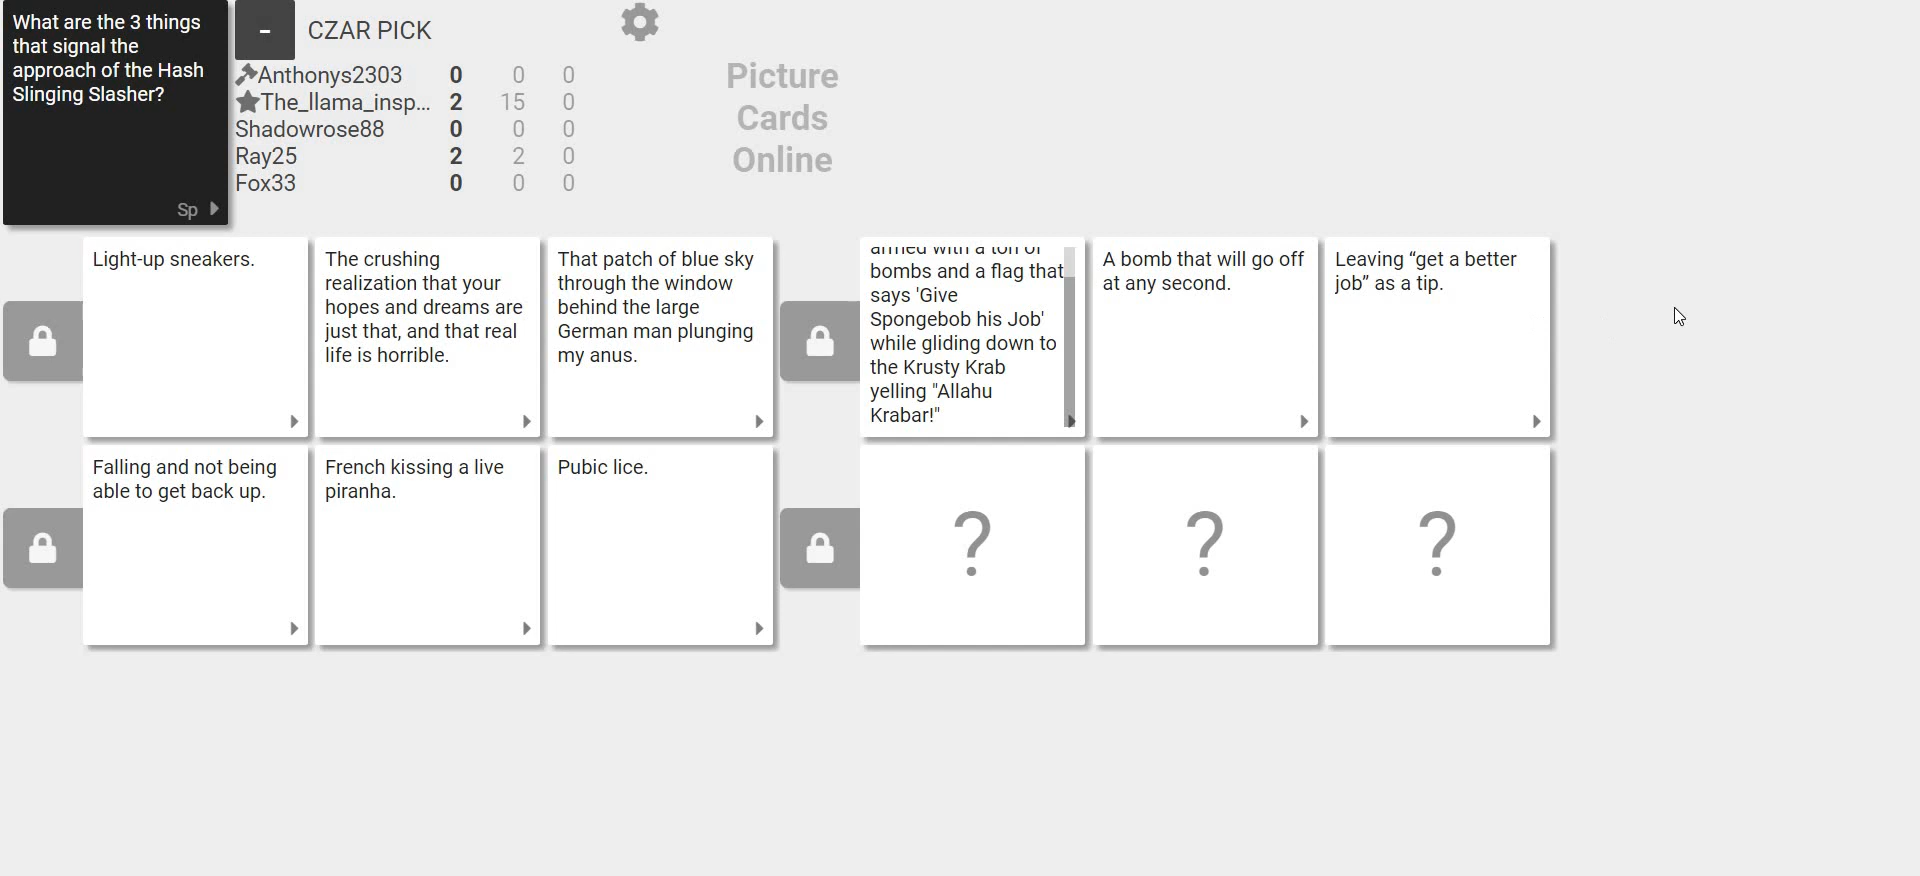 What are the 3 things
that signal the
approach of the Hash
Slinging Slasher?
Sp
-
CZAR PICK
Anthonys2303 0 0 0
The_llama_insp... 2 15 0
Shadowrose88 0 0 0
Ray25 2 2 0
Fox33 0 0 0
Picture
Cards
Online
Light-up sneakers.
The crushing
realization that your
hopes and dreams are
just that, and that real
life is horrible.
That patch of blue sky
through the window
behind the large
German man plunging
my anus.
armed with a ton of
bombs and a flag that
says 'Give
Spongebob his Job'
while gliding down to
the Krusty Krab
yelling "Allahu
Krabar!"
A bomb that will go off
at any second.
Leaving “get a better
job” as a tip.
Falling and not being
able to get back up.
French kissing a live
piranha.
Pubic lice.
?
?
?